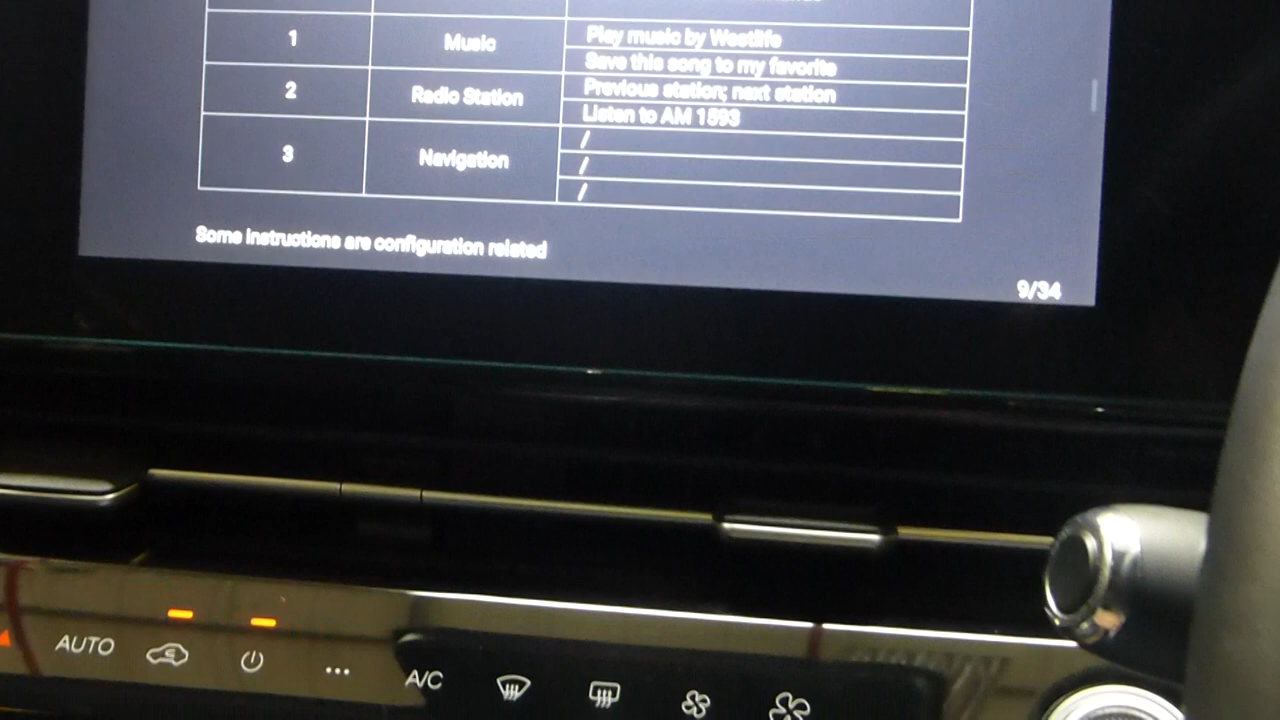 1
Music
Play music by Westlife
Save this song to my favorite
2
Radio Station
Previous station; next station
Listen to AM 1593
3
Navigation
/
/
/
Some instructions are configuration related
9/34
AUTO
A/C